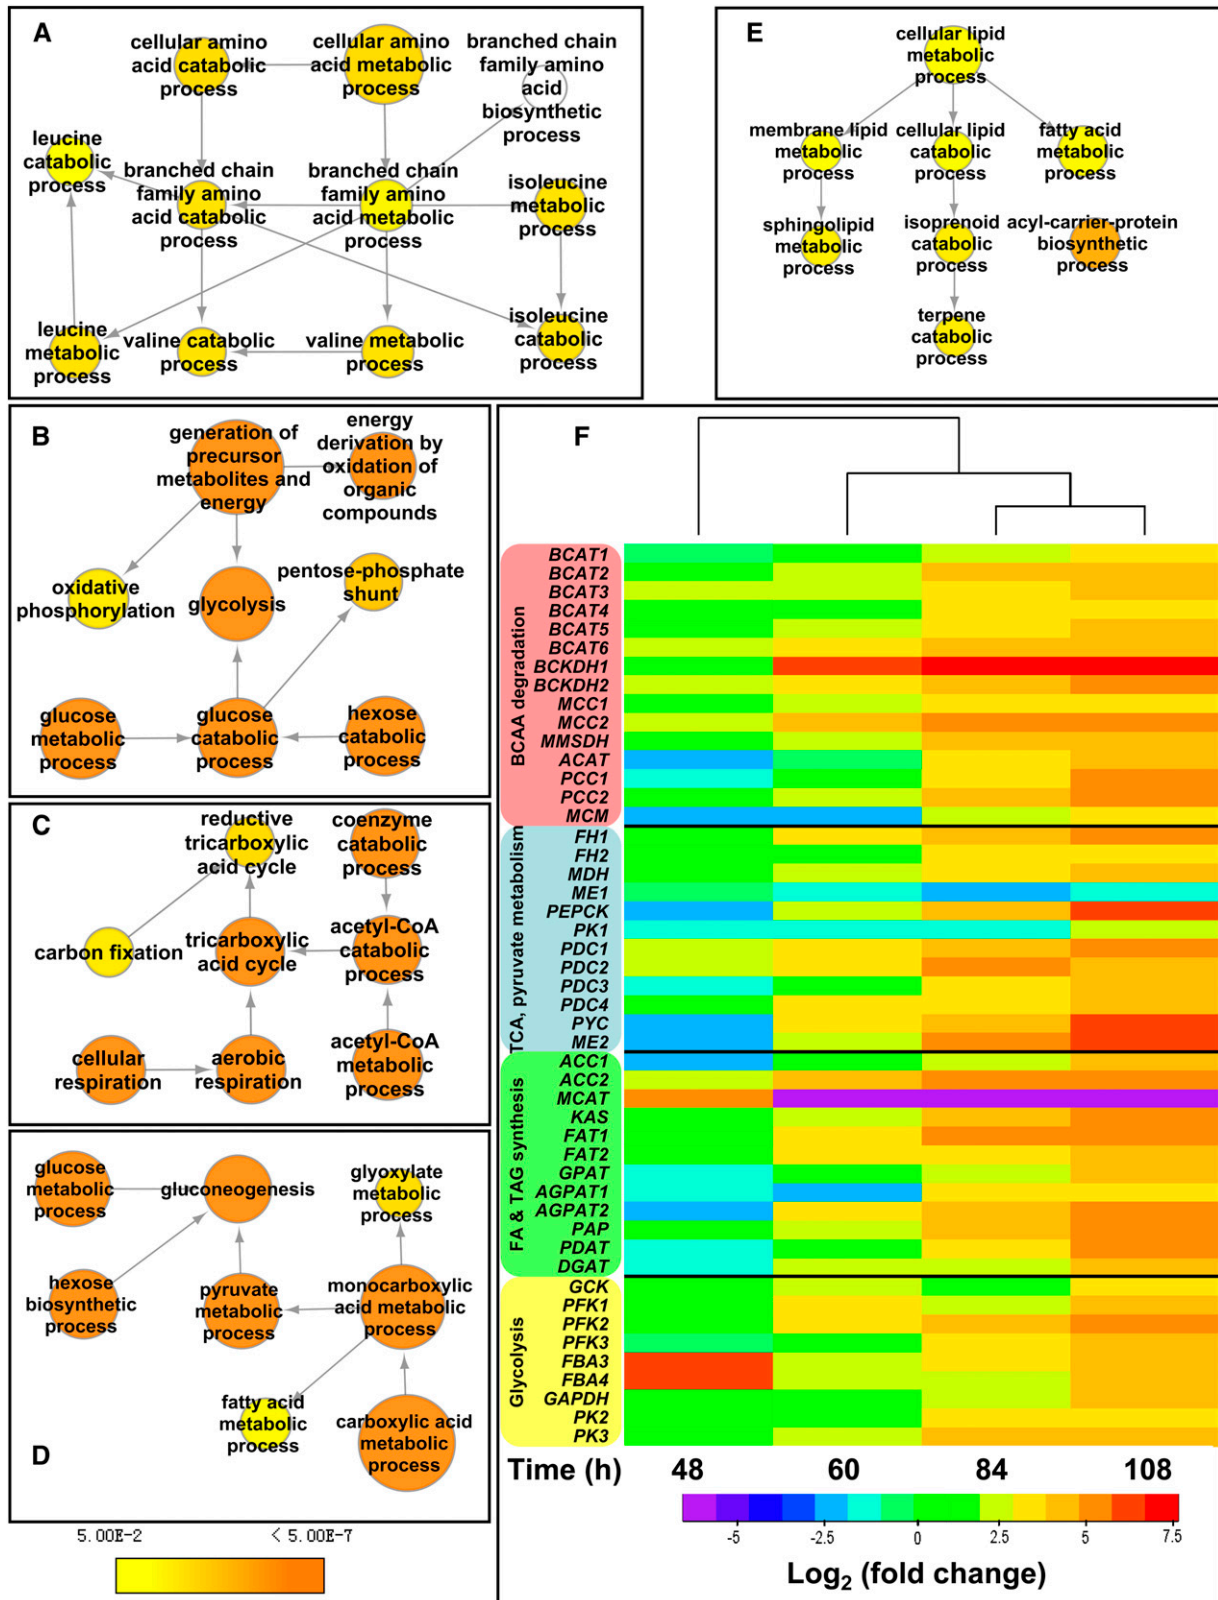 A
cellular amino
acid catabolic
process
cellular amino
acid metabolic
process
branched chain
family amino
acid
biosynthetic
process
leucine
catabolic
process
branched chain
family amino
acid catabolic
process
branched chain
family amino
acid metabolic
process
isoleucine
metabolic
process
leucine
metabolic
process
valine catabolic
process
valine metabolic
process
isoleucine
catabolic
process
E
cellular lipid
metabolic
process
membrane lipid
metabolic
process
cellular lipid
catabolic
process
fatty acid
metabolic
process
sphingolipid
metabolic
process
isoprenoid
catabolic
process
acyl-carrier-protein
biosynthetic
process
terpene
catabolic
process
B
generation of
precursor
metabolites and
energy
energy
derivation by
oxidation of
organic
compounds
oxidative
phosphorylation
glycolysis
pentose-phosphate
shunt
glucose
metabolic
process
glucose
catabolic
process
hexose
catabolic
process
C
reductive
tricarboxylic
acid cycle
coenzyme
catabolic
process
carbon fixation
tricarboxylic
acid cycle
acetyl-CoA
catabolic
process
cellular
respiration
aerobic
respiration
acetyl-CoA
metabolic
process
glucose
metabolic
process
gluconeogenesis
glyoxylate
metabolic
process
hexose
biosynthetic
process
pyruvate
metabolic
process
monocarboxylic
acid metabolic
process
fatty acid
metabolic
process
carboxylic acid
metabolic
process
D
5.00E-2
< 5.00E-7
F
BCAA degradation
BCAT1
BCAT2
BCAT3
BCAT4
BCAT5
BCAT6
BCKDH1
BCKDH2
MCC1
MCC2
MMSDH
ACAT
PCC1
PCC2
MCM
TCA, pyruvate metabolism
FH1
FH2
MDH
ME1
PEPCK
PK1
PDC1
PDC2
PDC3
PDC4
PYC
ME2
FA & TAG synthesis
ACC1
ACC2
MCAT
KAS
FAT1
FAT2
GPAT
AGPAT1
AGPAT2
PAP
PDAT
DGAT
Glycolysis
GCK
PFK1
PFK2
PFK3
FBA3
FBA4
GAPDH
PK2
PK3
Time (h) 48 60 84 108
-5 -2.5 0 2.5 5 7.5
Log2 (fold change)